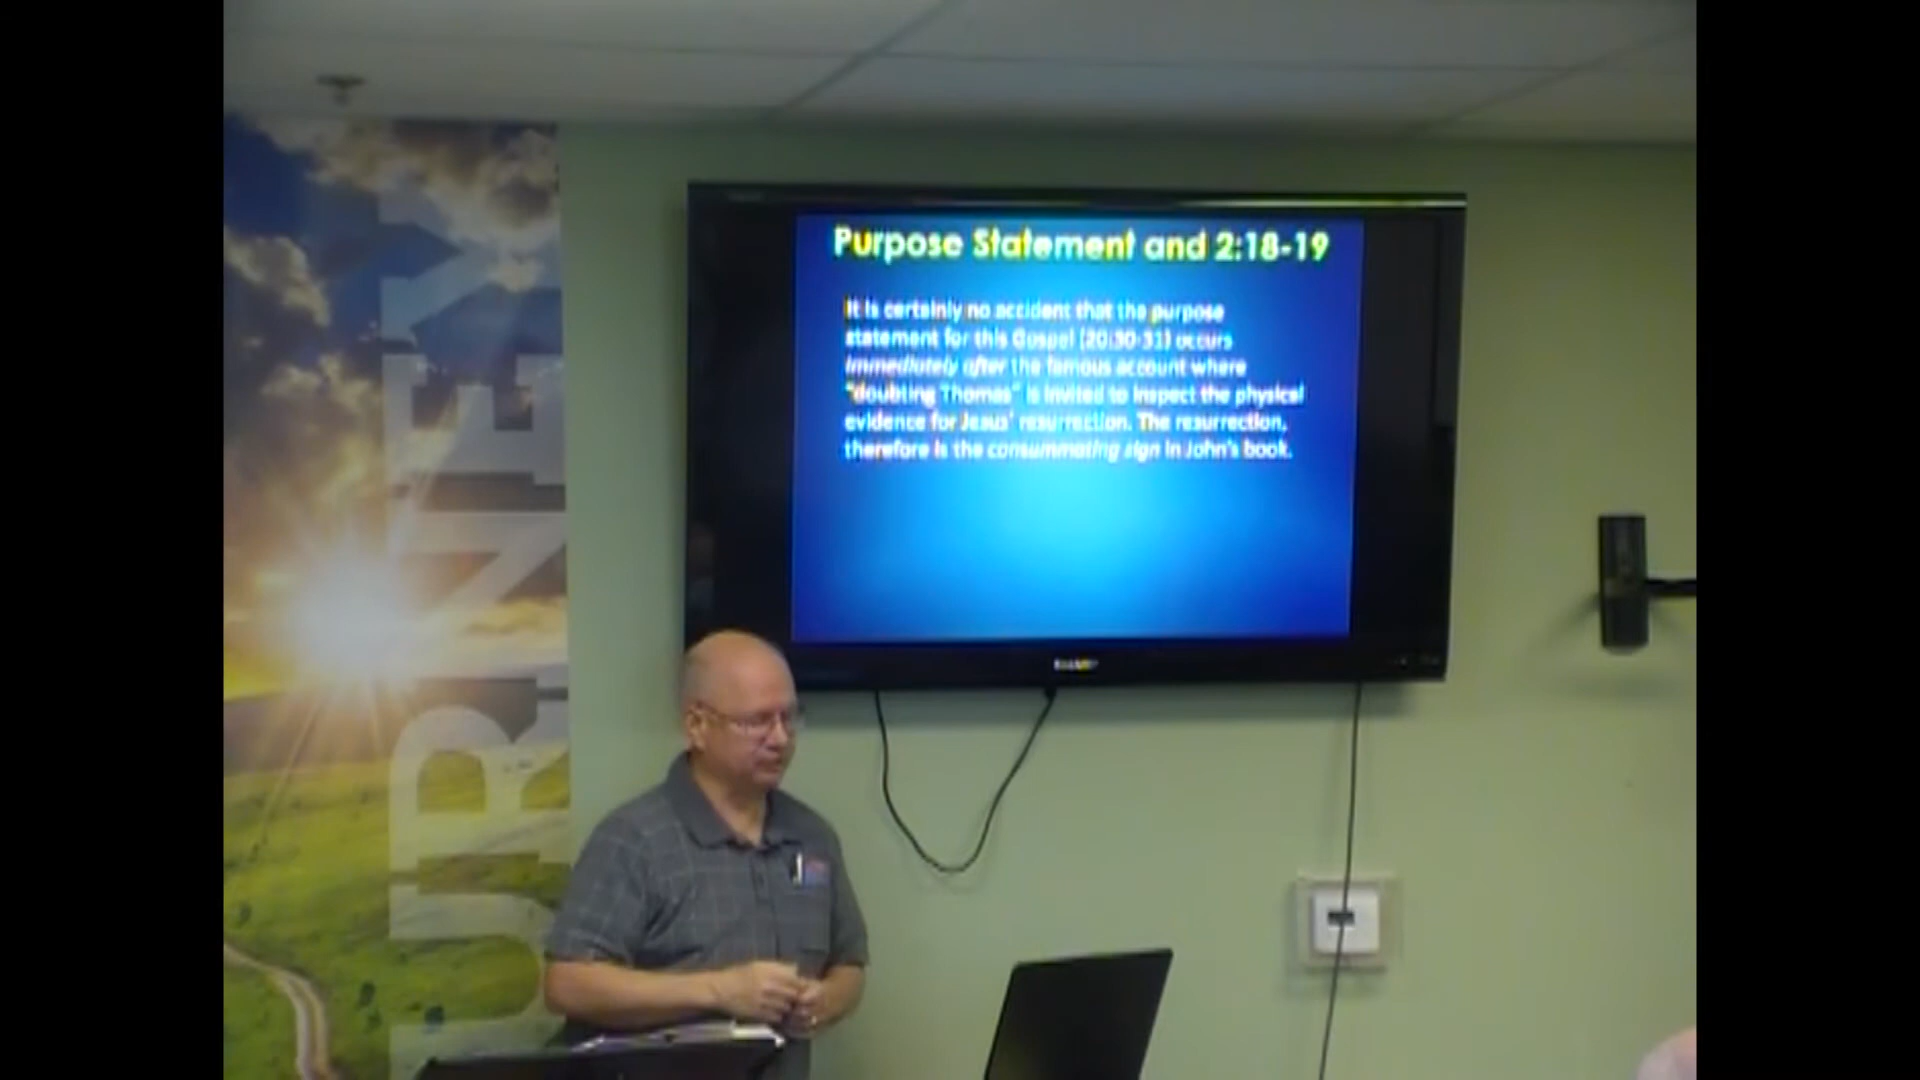 Purpose Statement and 2:18-19
It is certainly no accident that the purpose
statement for this Gospel (20:30-31) occurs
immediately after the famous account where
"doubting Thomas" is invited to inspect the physical
evidence for Jesus' resurrection. The resurrection,
therefore is the consummating sign in John's book.
SHARP
URNEY